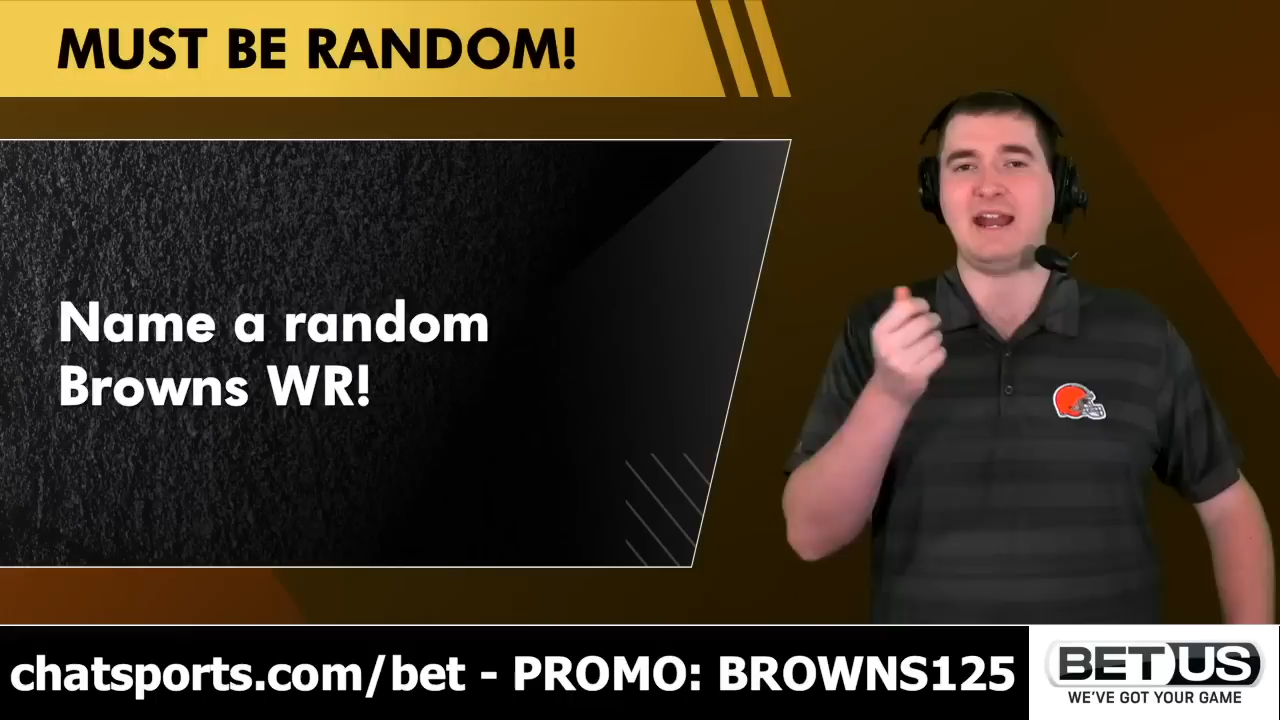 MUST BE RANDOM!
Name a random
Browns WR!
chatsports.com/bet - PROMO: BROWNS125
BETUS
WE'VE GOT YOUR GAME